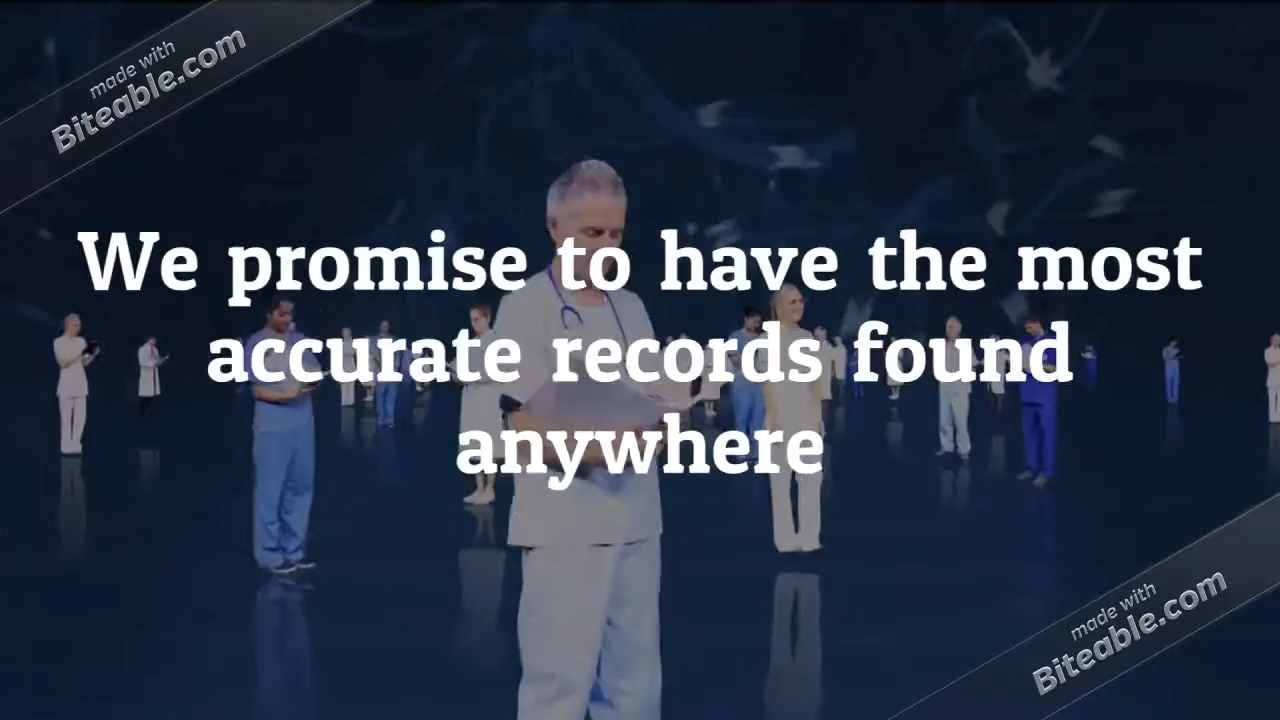 made with
Biteable.com
We promise to have the most
accurate records found
anywhere
made with
Biteable.com